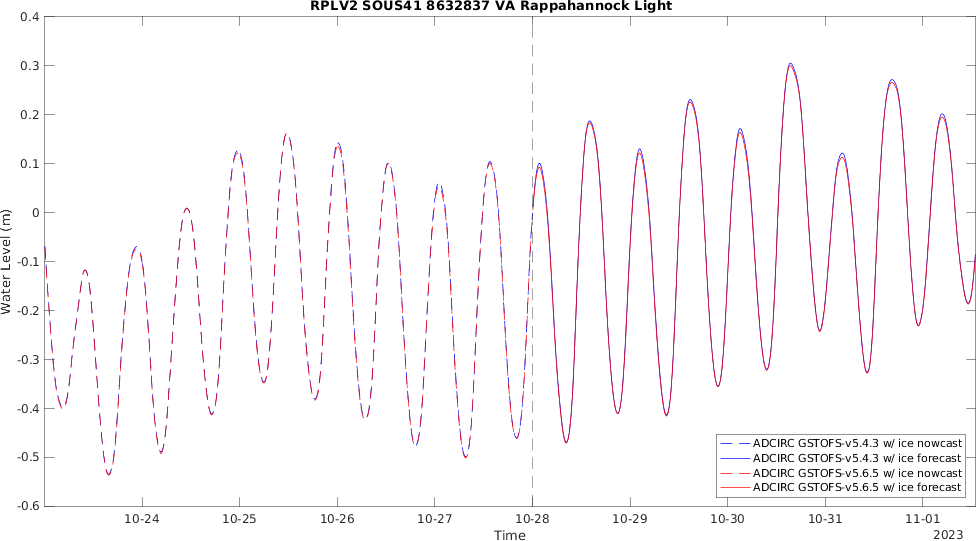 RPLV2 SOUS41 8632837 VA Rappahannock Light
0.4
0.3
0.2
0.1
0
-0.1
-0.2
-0.3
-0.4
-0.5
-0.6
Water Level (m)
ADCIRC GSTOFS-v5.4.3 w/ ice nowcast
ADCIRC GSTOFS-v5.4.3 w/ ice forecast
ADCIRC GSTOFS-v5.6.5 w/ ice nowcast
ADCIRC GSTOFS-v5.6.5 w/ ice forecast
10-24 10-25 10-26 10-27 10-28 10-29 10-30 10-31 11-01
Time
2023